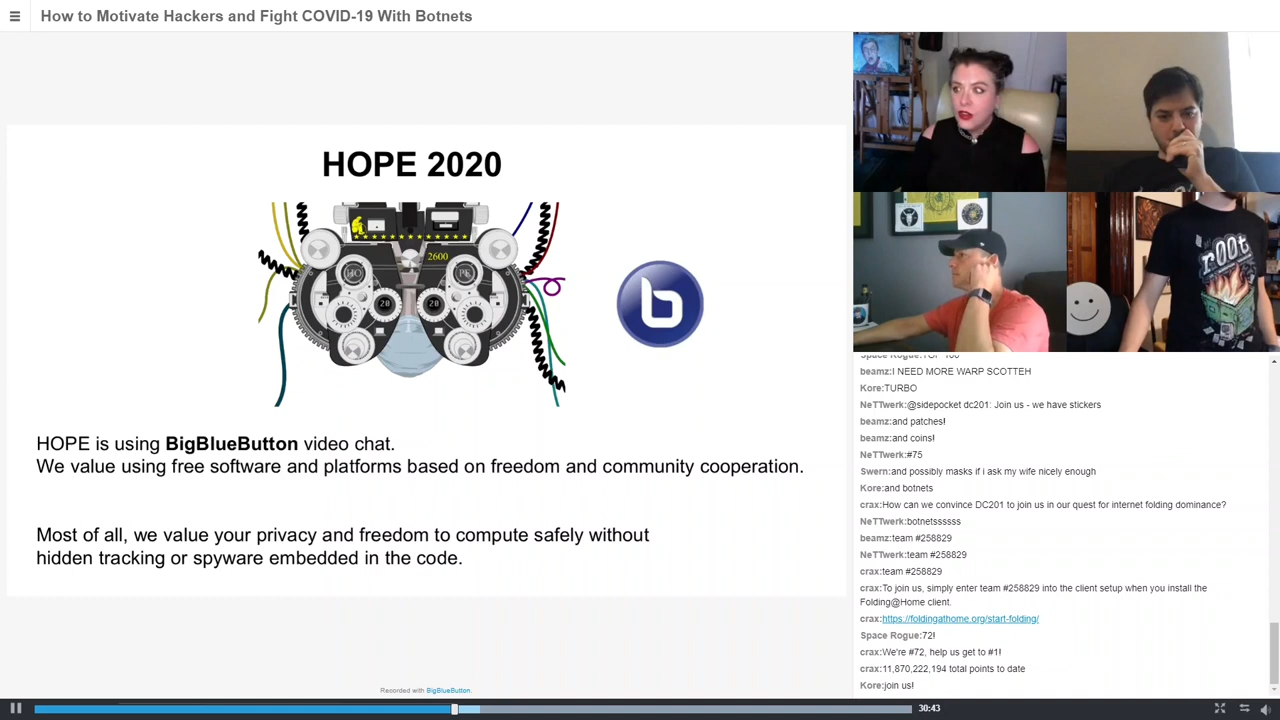 How to Motivate Hackers and Fight COVID-19 With Botnets
HOPE 2020
2600
HO
PE
20
20
b
HOPE is using BigBlueButton video chat.
We value using free software and platforms based on freedom and community cooperation.
Most of all, we value your privacy and freedom to compute safely without
hidden tracking or spyware embedded in the code.
Recorded with BigBlueButton.
r00t
beamz:I NEED MORE WARP SCOTTEH
Kore:TURBO
NeTTwerk:@sidepocket dc201: Join us - we have stickers
beamz:and patches!
beamz:and coins!
NeTTwerk:#75
Swern:and possibly masks if i ask my wife nicely enough
Kore:and botnets
crax:How can we convince DC201 to join us in our quest for internet folding dominance?
NeTTwerk:botnetssssss
beamz:team #258829
NeTTwerk:team #258829
crax:team #258829
crax:To join us, simply enter team #258829 into the client setup when you install the
Folding@Home client.
crax:https://foldingathome.org/start-folding/
Space Rogue:72!
crax:We're #72, help us get to #1!
crax:11,870,222,194 total points to date
Kore:join us!
30:43